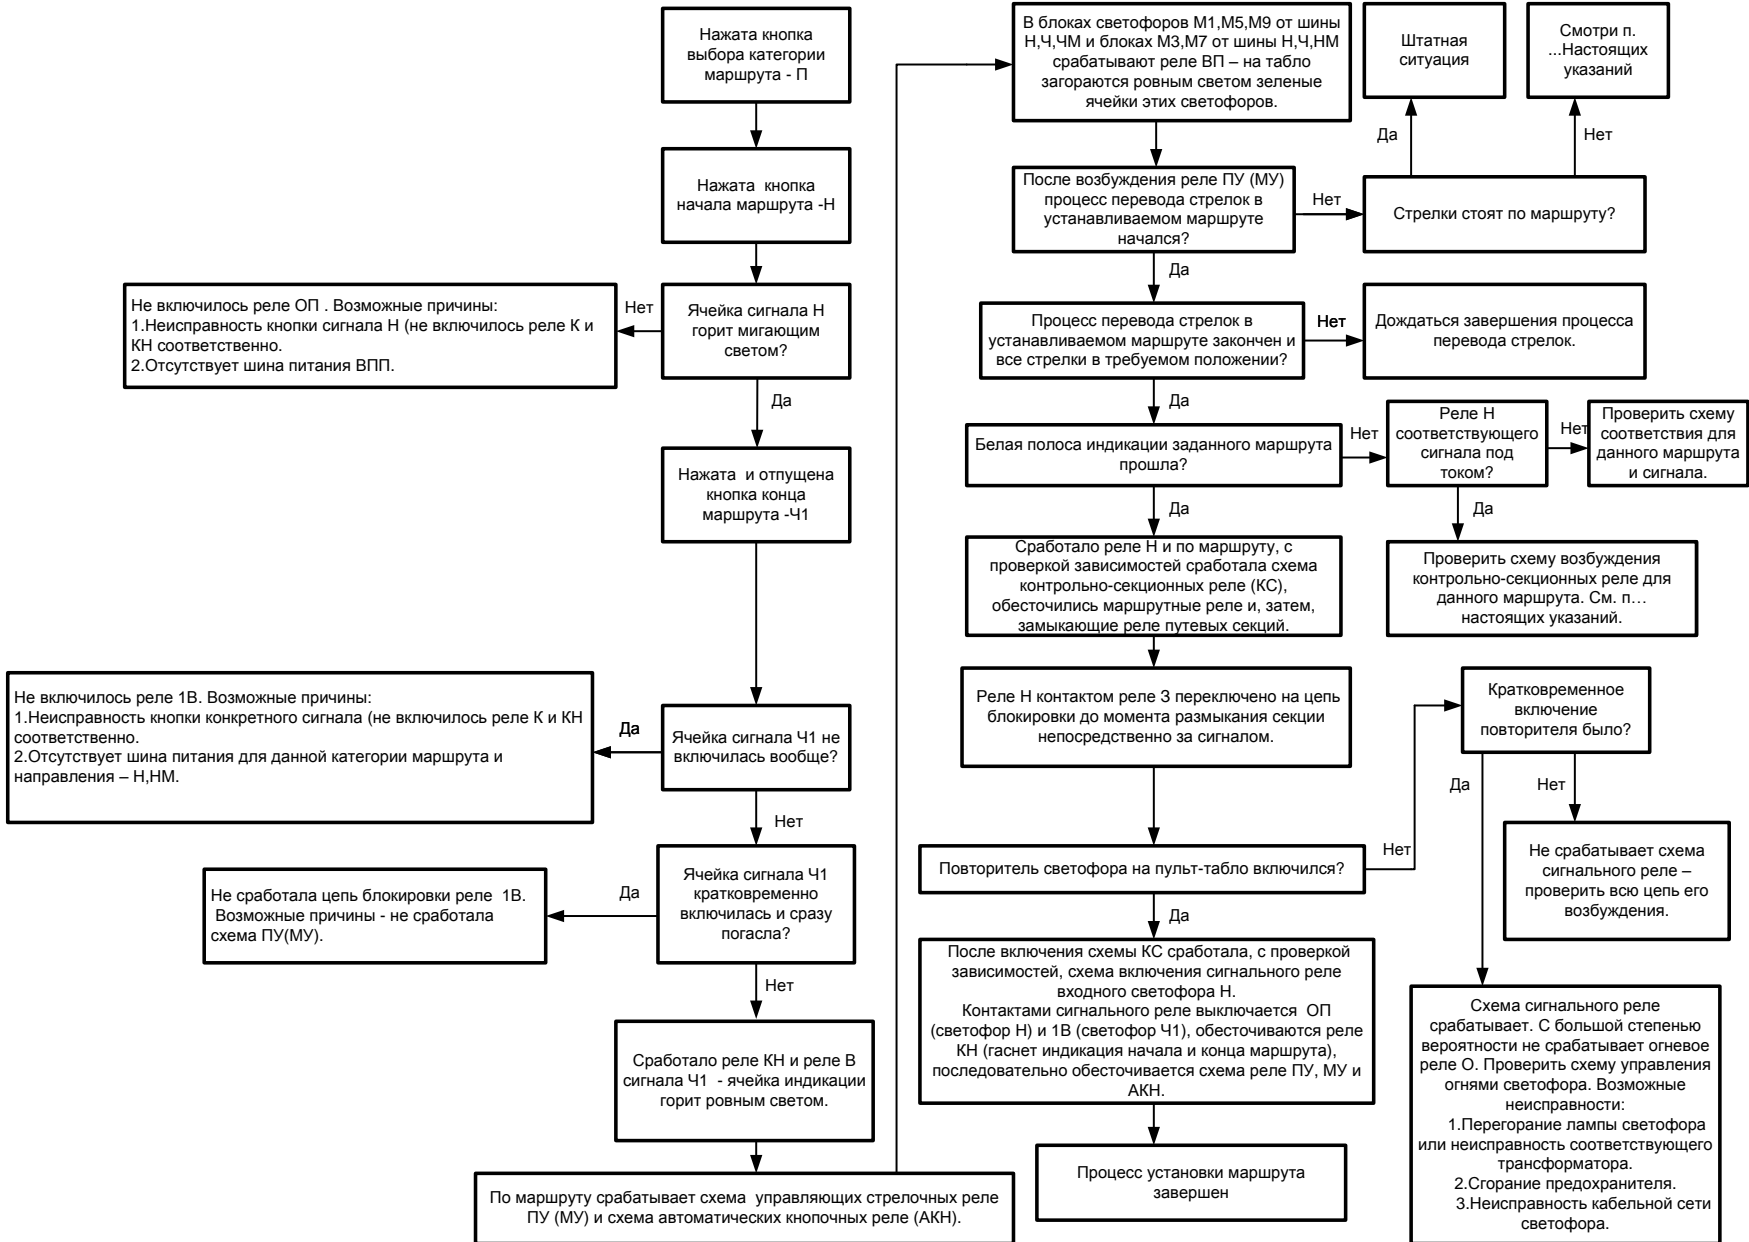 Нажата кнопка
выбора категории
маршрута - П
Нажата кнопка
начала маршрута -Н
Ячейка сигнала Н
горит мигающим
светом?
Нет
Не включилось реле ОП . Возможные причины:
1.Неисправность кнопки сигнала Н (не включилось реле К и
КН соответственно.
2.Отсутствует шина питания ВПП.
Да
Нажата и отпущена
кнопка конца
маршрута -Ч1
Ячейка сигнала Ч1 не
включилась вообще?
Да
Не включилось реле 1В. Возможные причины:
1.Неисправность кнопки конкретного сигнала (не включилось реле К и КН
соответственно.
2.Отсутствует шина питания для данной категории маршрута и
направления – Н,НМ.
Нет
Ячейка сигнала Ч1
кратковременно
включилась и сразу
погасла?
Да
Не сработала цепь блокировки реле 1В.
Возможные причины - не сработала
схема ПУ(МУ).
Нет
Сработало реле КН и реле В
сигнала Ч1 - ячейка индикации
горит ровным светом.
По маршруту срабатывает схема управляющих стрелочных реле
ПУ (МУ) и схема автоматических кнопочных реле (АКН).
В блоках светофоров М1,М5,М9 от шины
Н,Ч,ЧМ и блоках М3,М7 от шины Н,Ч,НМ
срабатывают реле ВП – на табло
загораются ровным светом зеленые
ячейки этих светофоров.
После возбуждения реле ПУ (МУ)
процесс перевода стрелок в
устанавливаемом маршруте
начался?
Нет
Стрелки стоят по маршруту?
Да
Штатная
ситуация
Нет
Смотри п.
...Настоящих
указаний
Да
Процесс перевода стрелок в
устанавливаемом маршруте закончен и
все стрелки в требуемом положении?
Нет
Дождаться завершения процесса
перевода стрелок.
Да
Белая полоса индикации заданного маршрута
прошла?
Нет
Реле Н
соответствующего
сигнала под
током?
Нет
Проверить схему
соответствия для
данного маршрута
и сигнала.
Да
Проверить схему возбуждения
контрольно-секционных реле для
данного маршрута. См. п…
настоящих указаний.
Да
Сработало реле Н и по маршруту, с
проверкой зависимостей сработала схема
контрольно-секционных реле (КС),
обесточились маршрутные реле и, затем,
замыкающие реле путевых секций.
Реле Н контактом реле З переключено на цепь
блокировки до момента размыкания секции
непосредственно за сигналом.
Повторитель светофора на пульт-табло включился?
Нет
Кратковременное
включение
повторителя было?
Да
Нет
Не срабатывает схема
сигнального реле –
проверить всю цепь его
возбуждения.
Схема сигнального реле
срабатывает. С большой степенью
вероятности не срабатывает огневое
реле О. Проверить схему управления
огнями светофора. Возможные
неисправности:
1.Перегорание лампы светофора
или неисправность соответствующего
трансформатора.
2.Сгорание предохранителя.
3.Неисправность кабельной сети
светофора.
Да
После включения схемы КС сработала, с проверкой
зависимостей, схема включения сигнального реле
входного светофора Н.
Контактами сигнального реле выключается ОП
(светофор Н) и 1В (светофор Ч1), обесточиваются реле
КН (гаснет индикация начала и конца маршрута),
последовательно обесточивается схема реле ПУ, МУ и
АКН.
Процесс установки маршрута
завершен